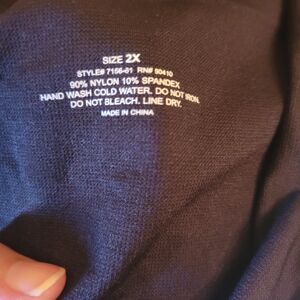 SIZE 2X
STYLE# 7156-61 RN# 90410
90% NYLON 10% SPANDEX
HAND WASH COLD WATER. DO NOT IRON.
DO NOT BLEACH. LINE DRY.
MADE IN CHINA